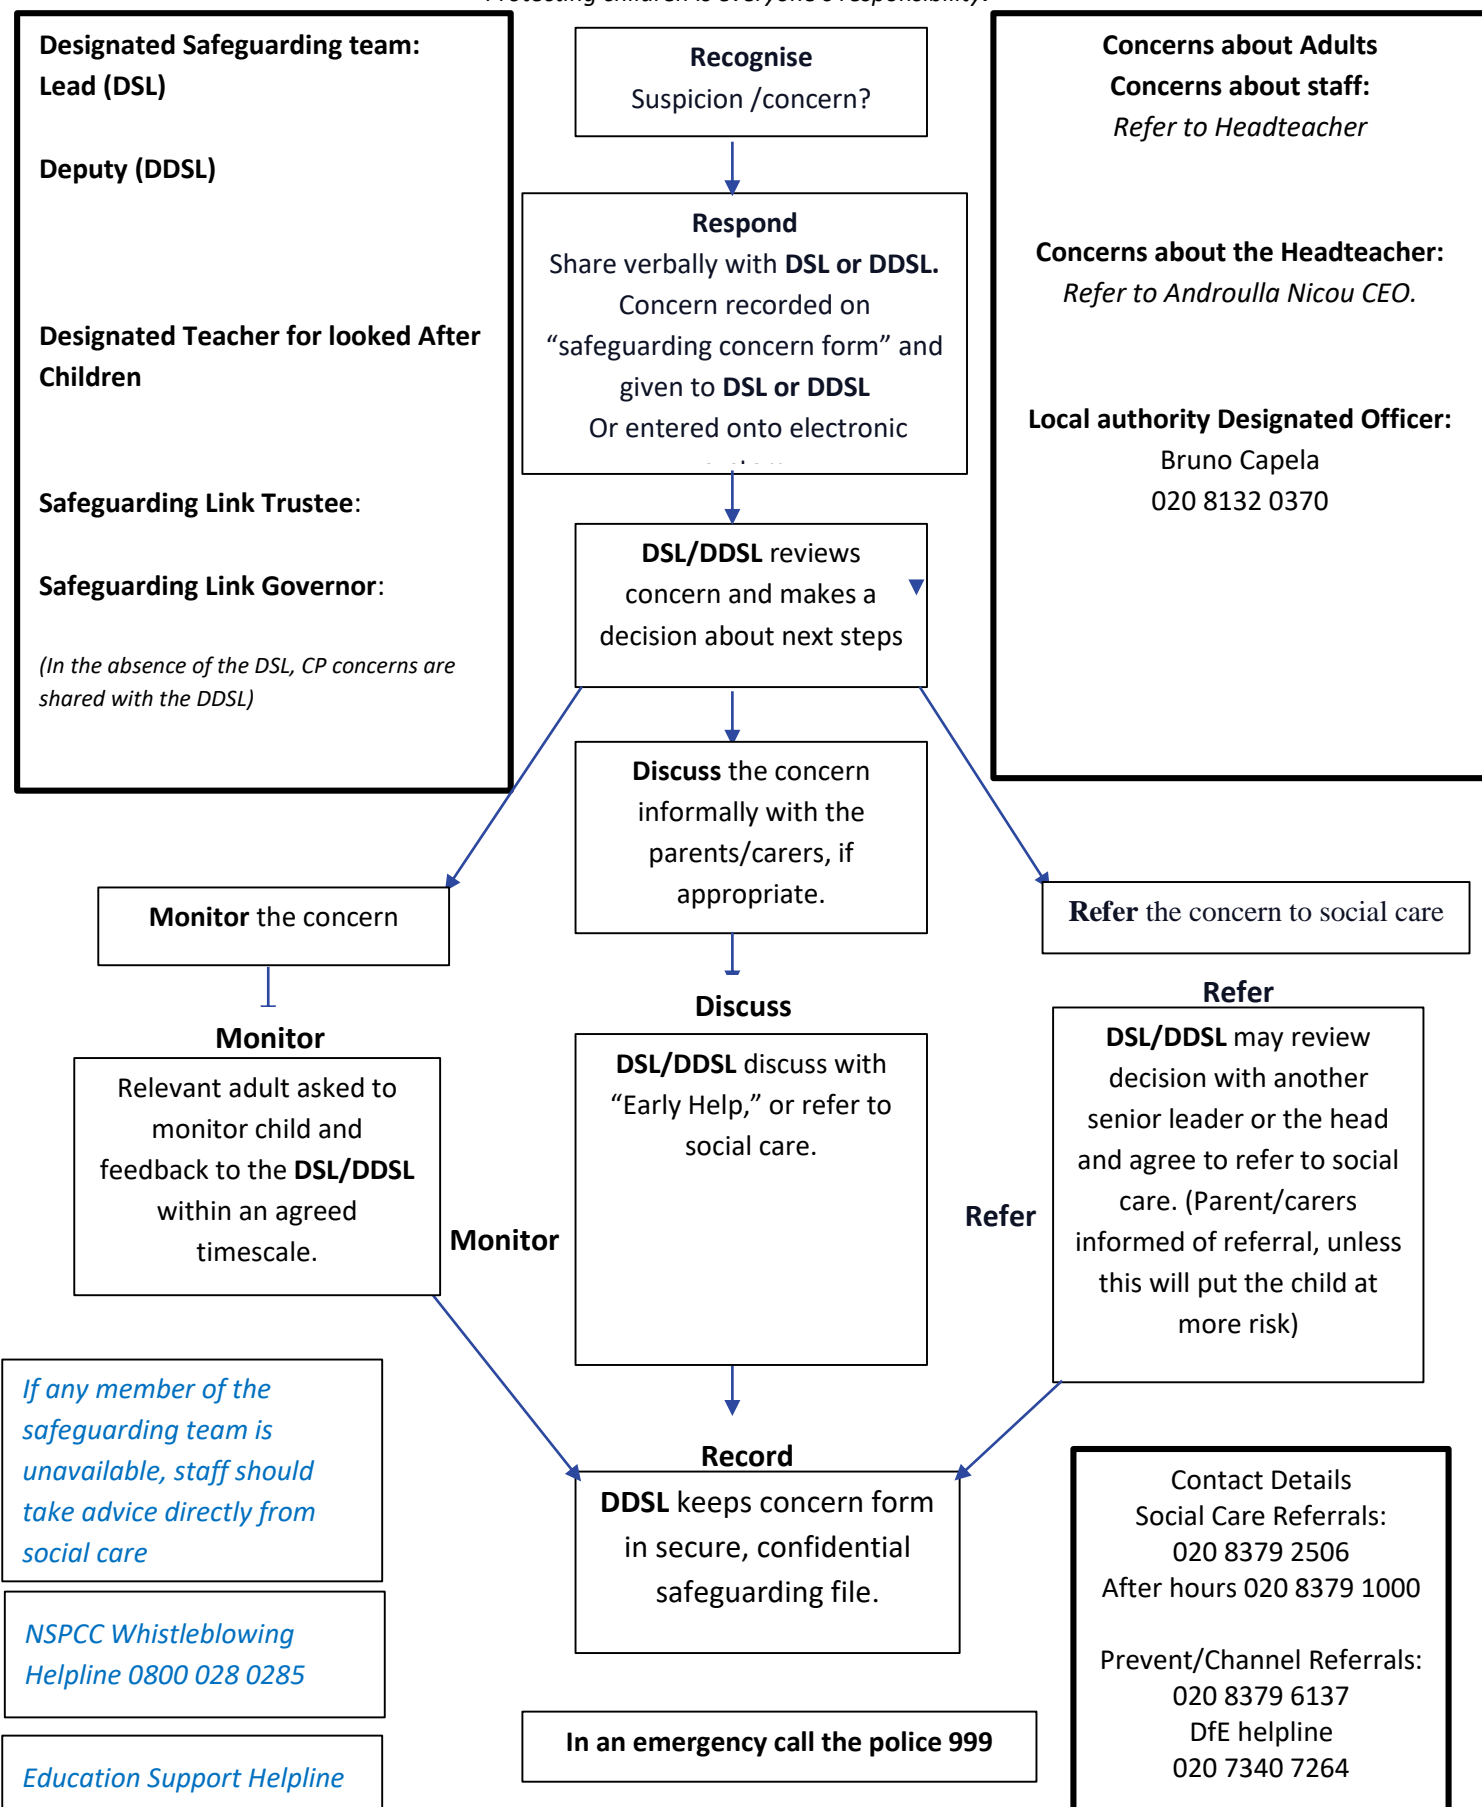 Protecting children is everyone's responsibility.
Designated Safeguarding team:
Lead (DSL)
Deputy (DDSL)
Designated Teacher for looked After
Children
Safeguarding Link Trustee:
Safeguarding Link Governor:
(In the absence of the DSL, CP concerns are
shared with the DDSL)
Recognise
Suspicion /concern?
Respond
Share verbally with DSL or DDSL.
Concern recorded on
“safeguarding concern form” and
given to DSL or DDSL
Or entered onto electronic
Concerns about Adults
Concerns about staff:
Refer to Headteacher
Concerns about the Headteacher:
Refer to Androulla Nicou CEO.
Local authority Designated Officer:
Bruno Capela
020 8132 0370
DSL/DDSL reviews
concern and makes a
decision about next steps
Discuss the concern
informally with the
parents/carers, if
appropriate.
Monitor the concern
Refer the concern to social care
Monitor
Relevant adult asked to
monitor child and
feedback to the DSL/DDSL
within an agreed
timescale.
Monitor
Discuss
DSL/DDSL discuss with
“Early Help,” or refer to
social care.
Refer
Refer
DSL/DDSL may review
decision with another
senior leader or the head
and agree to refer to social
care. (Parent/carers
informed of referral, unless
this will put the child at
more risk)
If any member of the
safeguarding team is
unavailable, staff should
take advice directly from
social care
NSPCC Whistleblowing
Helpline 0800 028 0285
Education Support Helpline
Record
DDSL keeps concern form
in secure, confidential
safeguarding file.
In an emergency call the police 999
Contact Details
Social Care Referrals:
020 8379 2506
After hours 020 8379 1000
Prevent/Channel Referrals:
020 8379 6137
DfE helpline
020 7340 7264